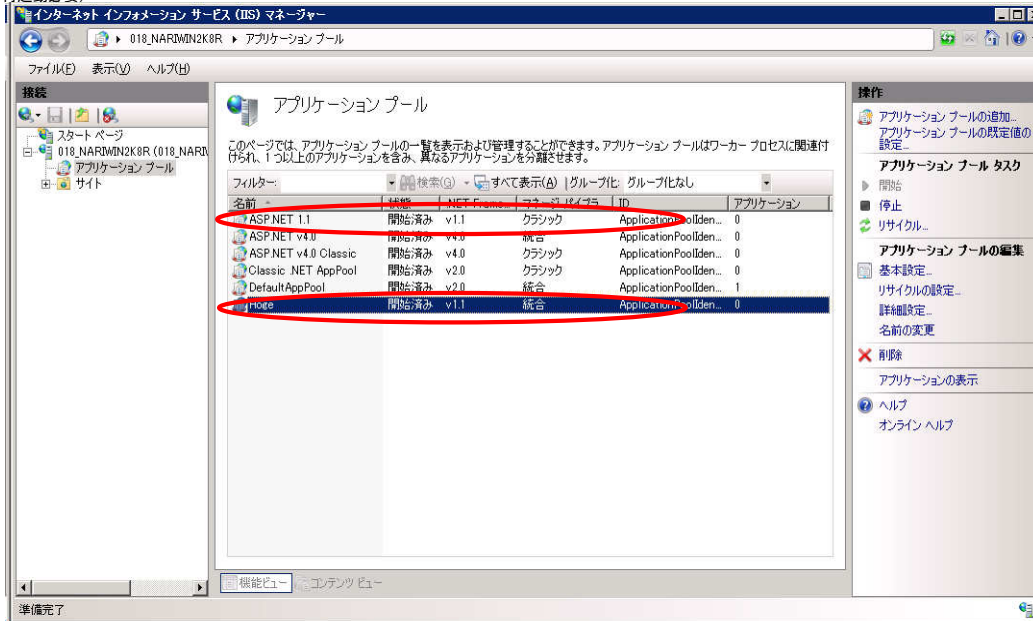 インターネット インフォメーション サービス (IIS) マネージャー
018_NARIWIN2K8R ▸ アプリケーション プール
ファイル(F) 表示(V) ヘルプ(H)
接続
スタート ページ
018_NARIWIN2K8R (018_NARIW
アプリケーション プール
サイト
アプリケーション プール
このページでは、アプリケーション プールの一覧を表示および管理することができます。アプリケーション プールはワーカー プロセスに関連付
けられ、1 つ以上のアプリケーションを含み、異なるアプリケーションを分離させます。
フィルター: 検索(G) すべて表示(A) グループ化: グループ化なし
名前 状態 .NET Frame... マネージ パイプラ ID アプリケーション
ASP.NET 1.1 開始済み v1.1 クラシック ApplicationPoolIden... 0
ASP.NET v4.0 開始済み v4.0 統合 ApplicationPoolIden... 0
ASP.NET v4.0 Classic 開始済み v4.0 クラシック ApplicationPoolIden... 0
Classic .NET AppPool 開始済み v2.0 クラシック ApplicationPoolIden... 0
DefaultAppPool 開始済み v2.0 統合 ApplicationPoolIden... 1
Hoge 開始済み v1.1 統合 ApplicationPoolIden... 0
機能ビュー コンテンツ ビュー
操作
アプリケーション プールの追加...
アプリケーション プールの既定値の
設定...
アプリケーション プール タスク
開始
停止
リサイクル...
アプリケーション プールの編集
基本設定...
リサイクルの設定...
詳細設定...
名前の変更
削除
アプリケーションの表示
ヘルプ
オンライン ヘルプ
準備完了